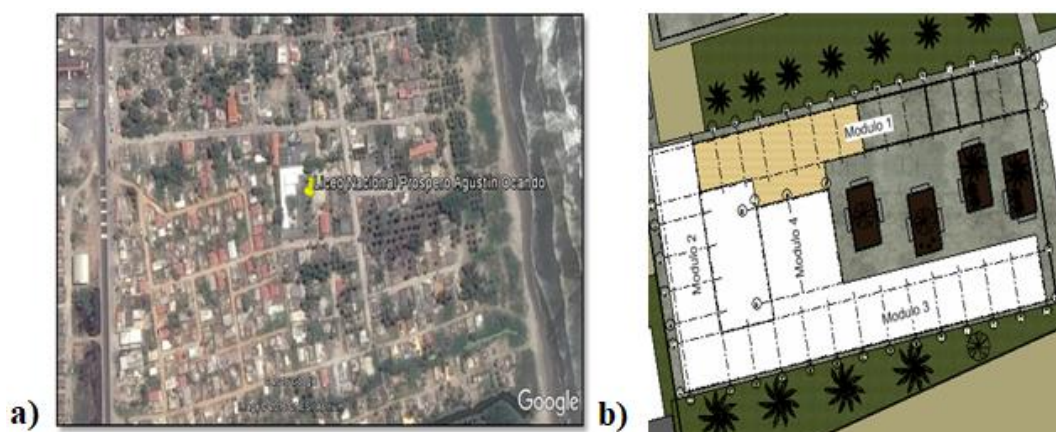 Liceo Nacional Prospero Agustin Ocando
Google
a)
Modulo 1
Modulo 2
Modulo 4
Modulo 3
b)